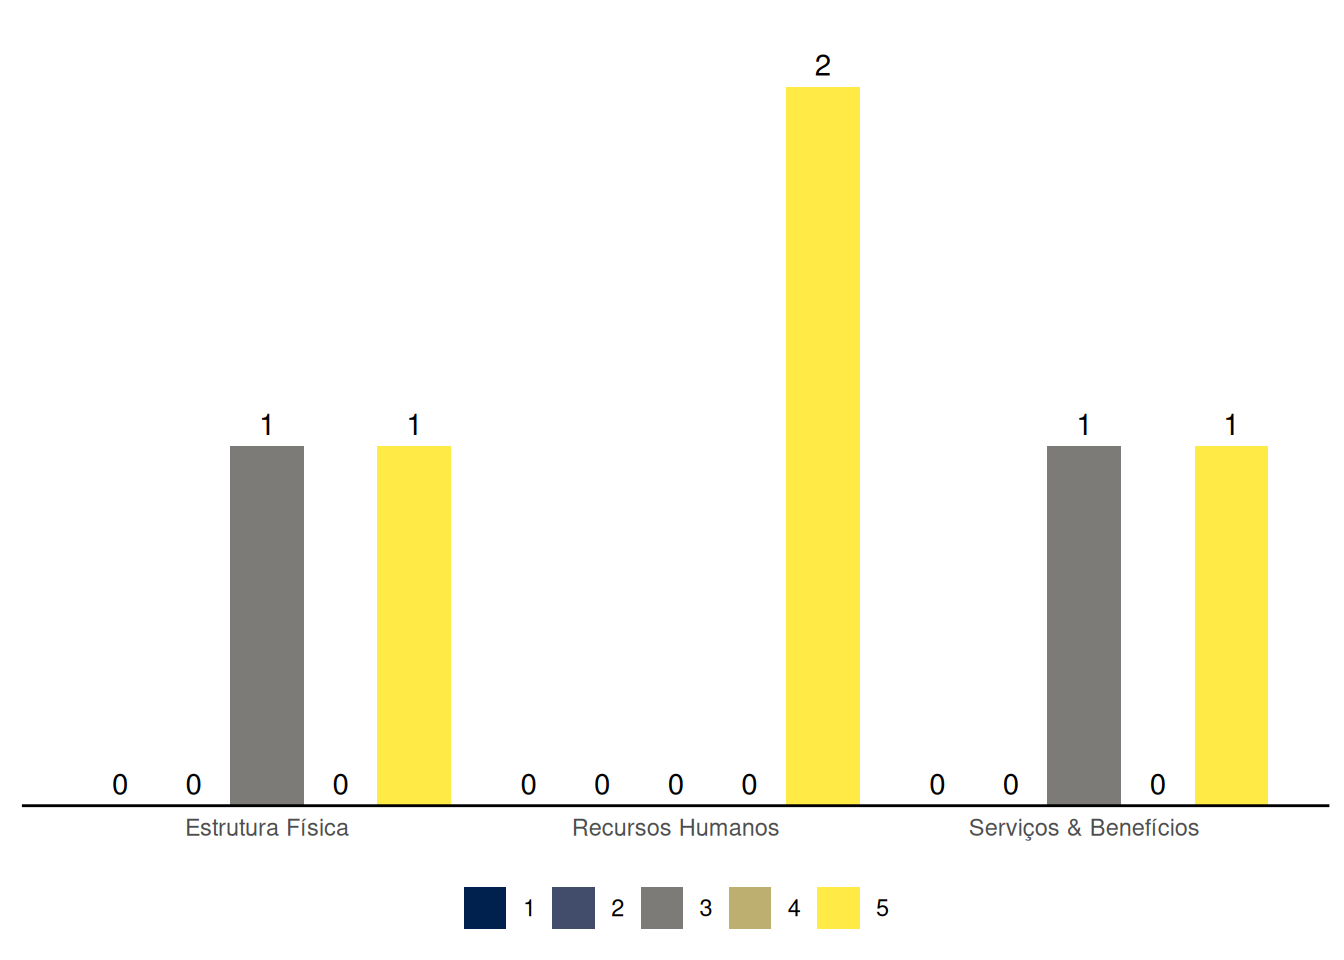 2
1 1 1 1
0 0 0 0 0 0 0 0 0 0
Estrutura Física Recursos Humanos Serviços & Benefícios
1 2 3 4 5